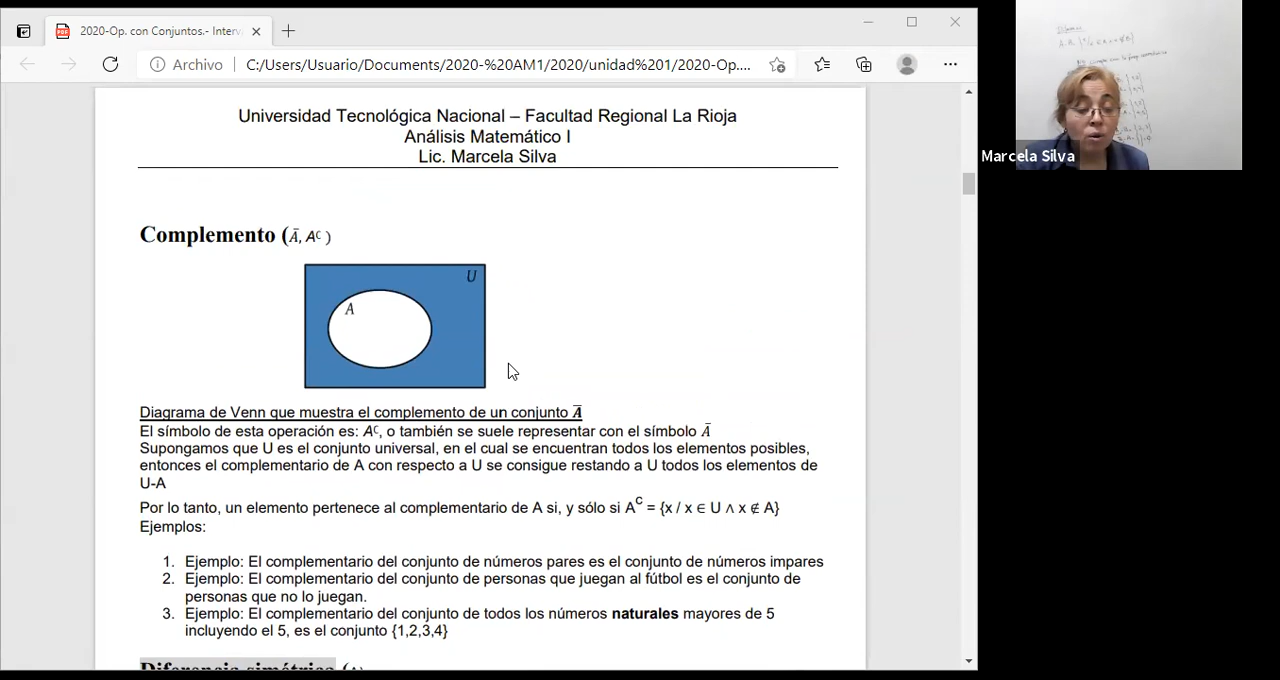 2020-Op. con Conjuntos.- Interv
Archivo
C:/Users/Usuario/Documents/2020-%20AM1/2020/unidad%201/2020-Op....
Universidad Tecnológica Nacional – Facultad Regional La Rioja
Análisis Matemático I
Lic. Marcela Silva
Complemento (Ā, Aᶜ )
U
A
Diagrama de Venn que muestra el complemento de un conjunto Ā
El símbolo de esta operación es: Aᶜ, o también se suele representar con el símbolo Ā
Supongamos que U es el conjunto universal, en el cual se encuentran todos los elementos posibles,
entonces el complementario de A con respecto a U se consigue restando a U todos los elementos de
U-A
Por lo tanto, un elemento pertenece al complementario de A si, y sólo si Aᶜ = {x / x ∈ U ∧ x ∉ A}
Ejemplos:
1. Ejemplo: El complementario del conjunto de números pares es el conjunto de números impares
2. Ejemplo: El complementario del conjunto de personas que juegan al fútbol es el conjunto de
personas que no lo juegan.
3. Ejemplo: El complementario del conjunto de todos los números naturales mayores de 5
incluyendo el 5, es el conjunto {1,2,3,4}
Diferencia simétrica
Marcela Silva